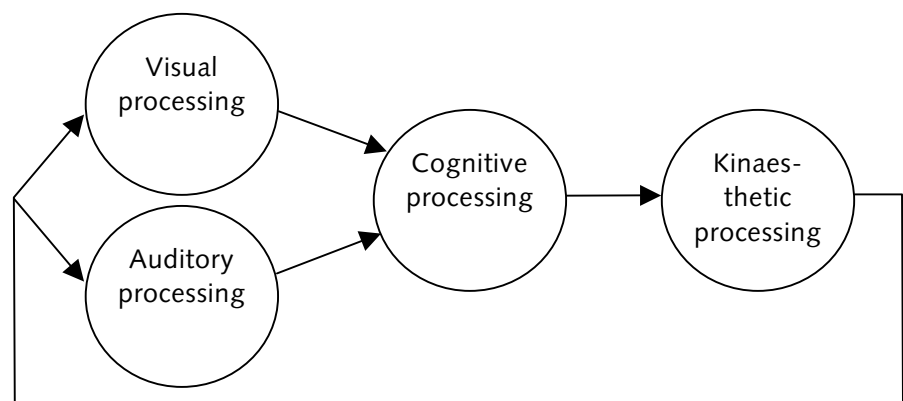 Visual
processing
Auditory
processing
Cognitive
processing
Kinaes-
thetic
processing